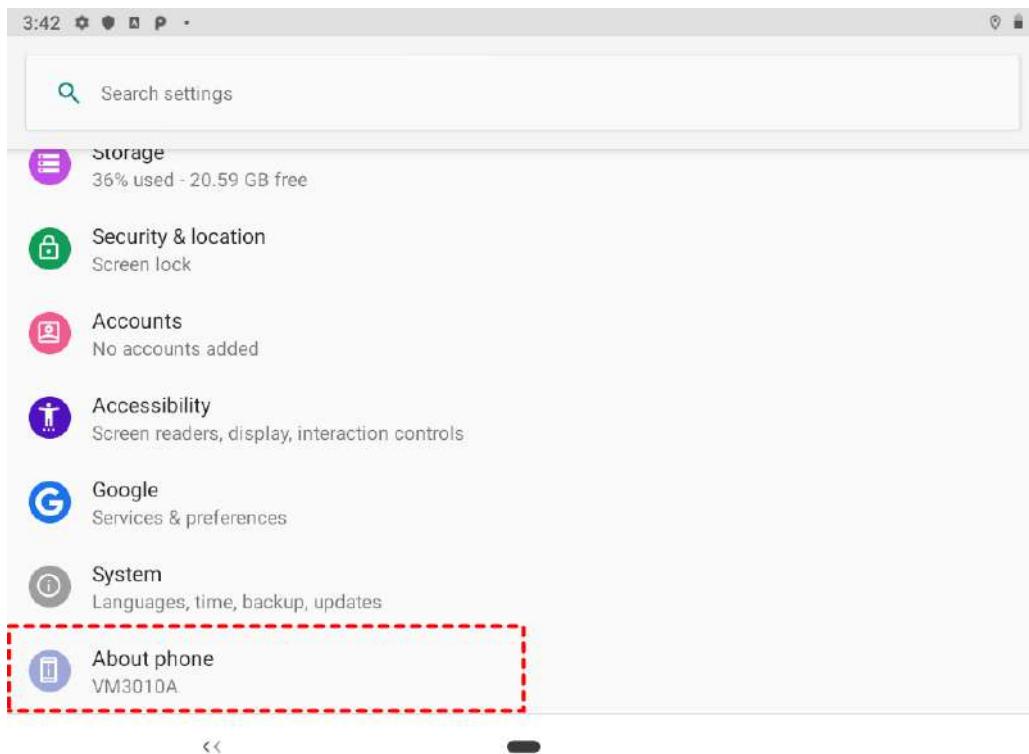 3:42
Search settings
Storage
36% used - 20.59 GB free
Security & location
Screen lock
Accounts
No accounts added
Accessibility
Screen readers, display, interaction controls
Google
Services & preferences
System
Languages, time, backup, updates
About phone
VM3010A